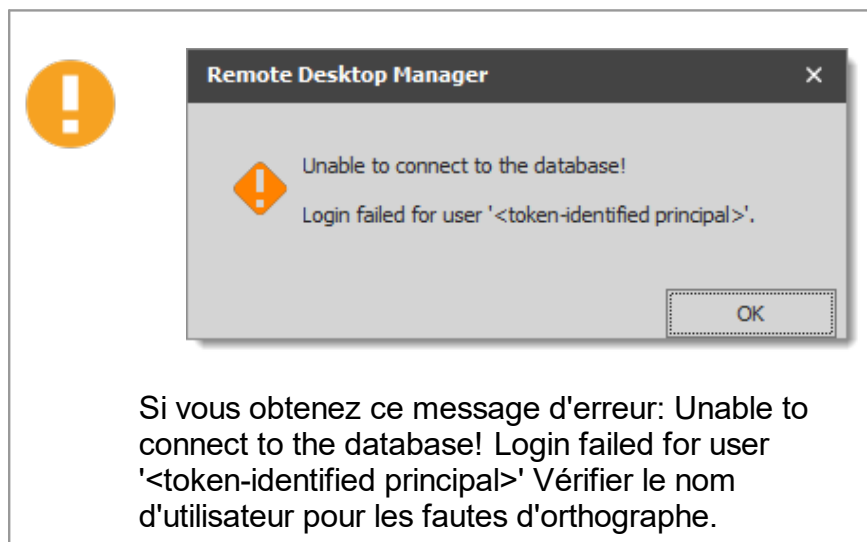 Remote Desktop Manager
Unable to connect to the database!
Login failed for user '<token-identified principal>'.
OK
Si vous obtenez ce message d'erreur: Unable to
connect to the database! Login failed for user
'<token-identified principal>' Vérifier le nom
d'utilisateur pour les fautes d'orthographe.